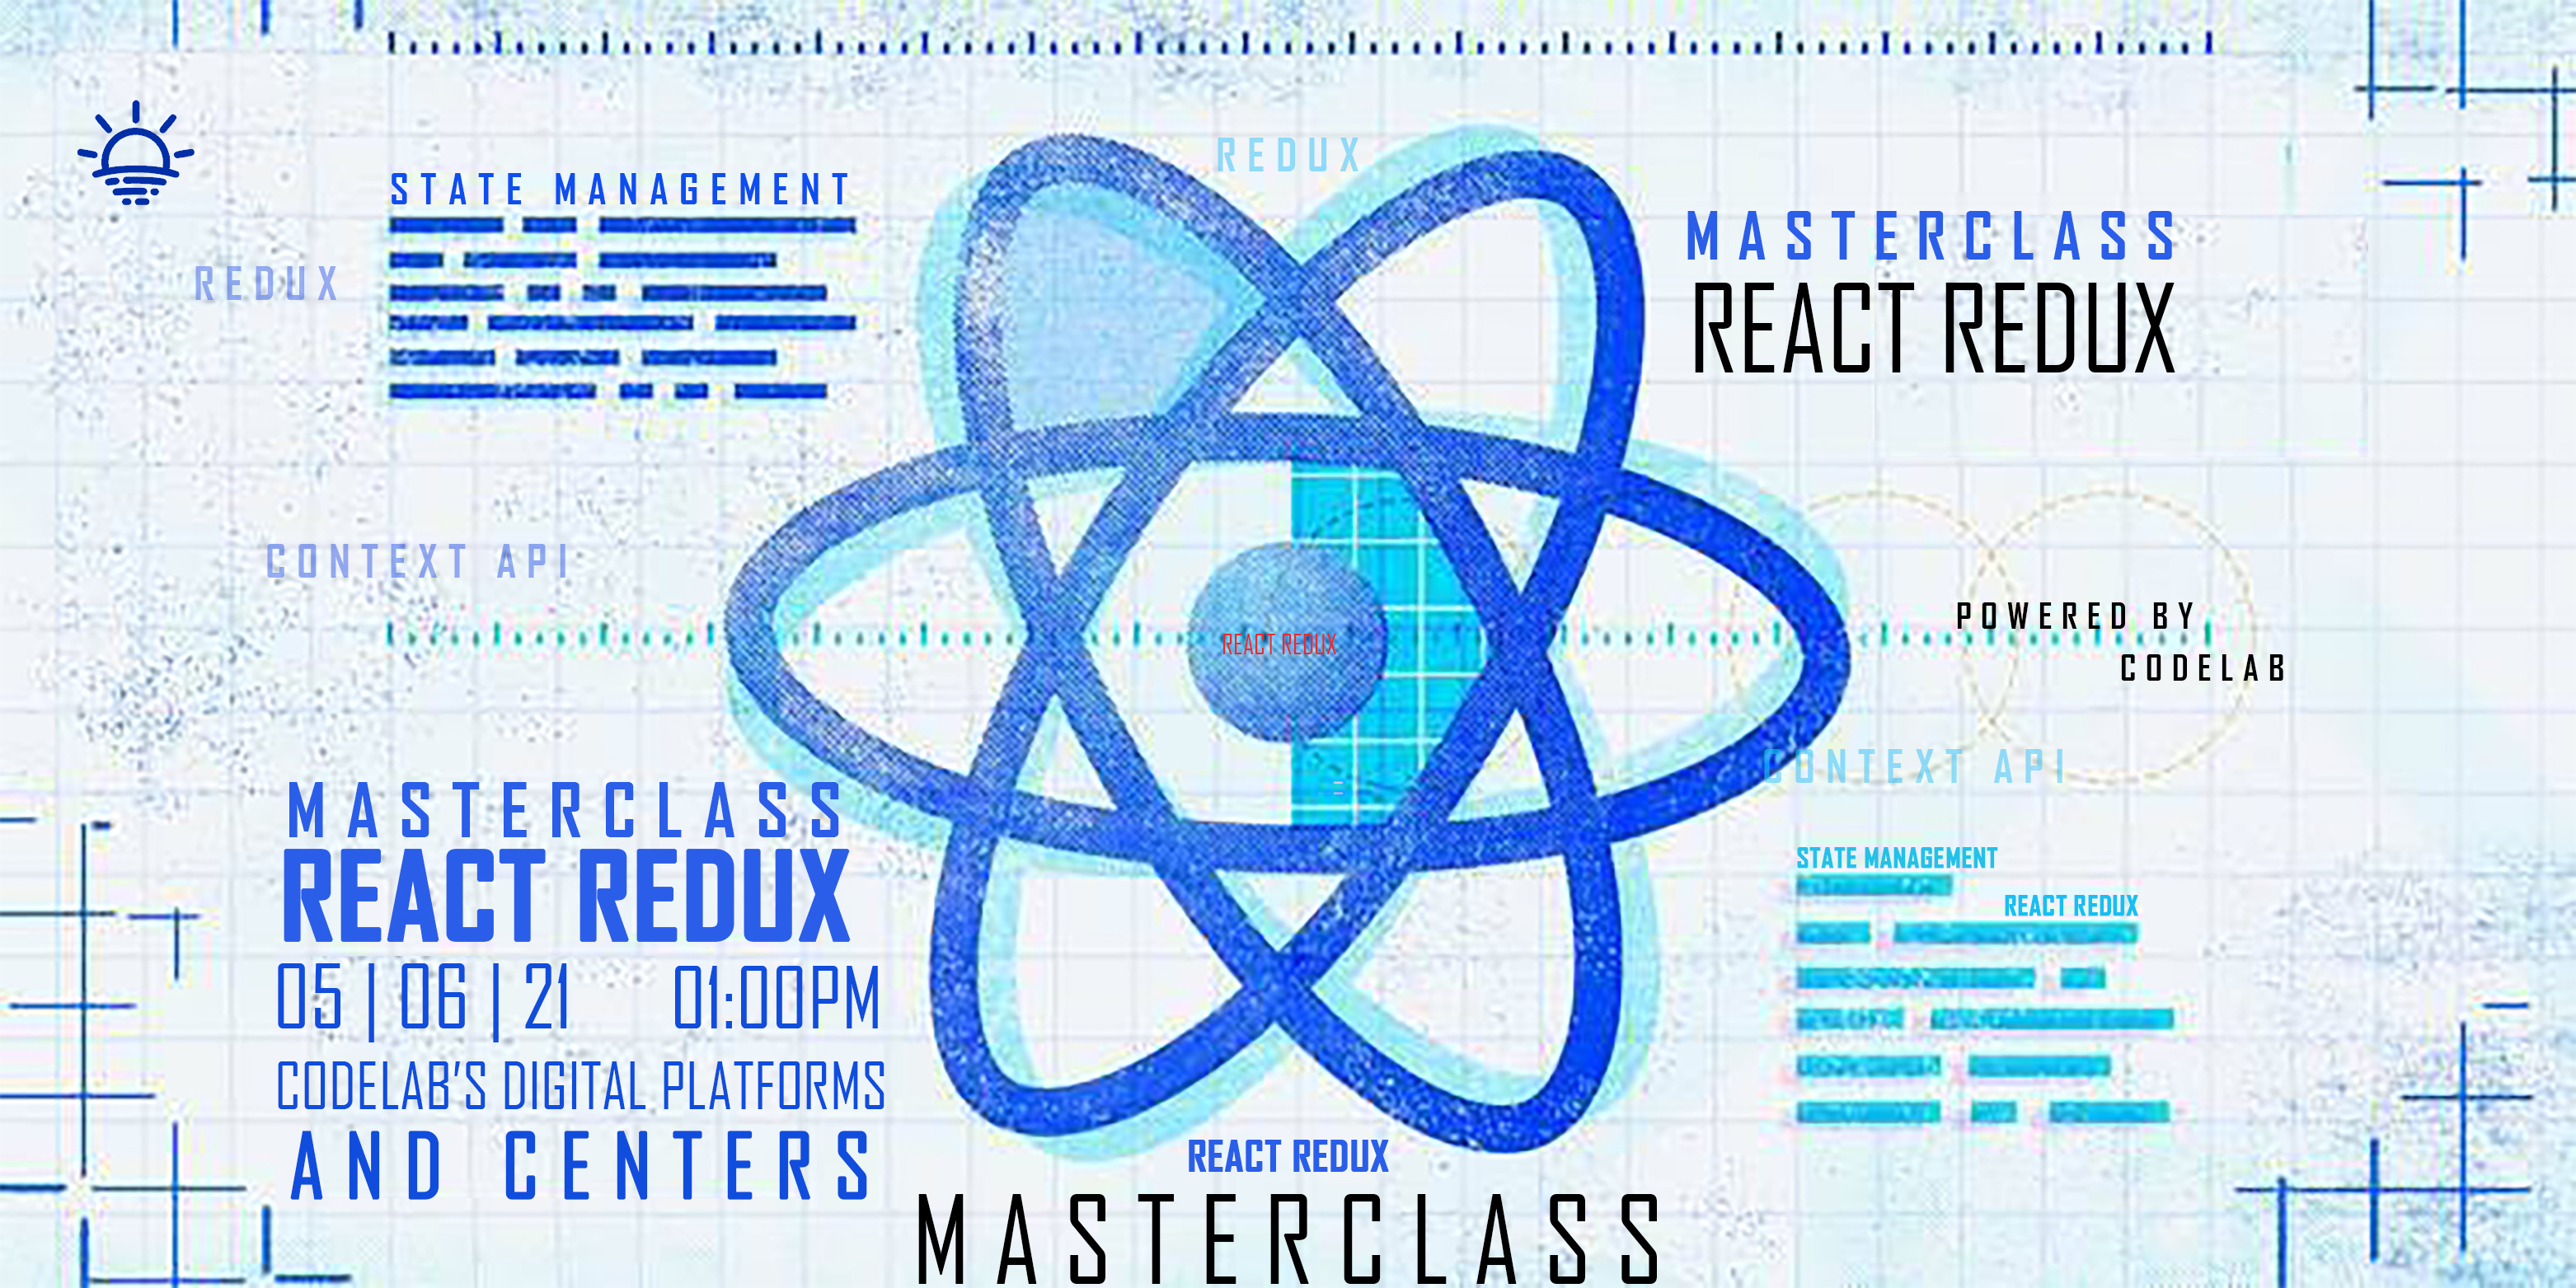 REDUX
STATE MANAGEMENT
MASTERCLASS
REACT REDUX
REDUX
CONTEXT API
POWERED BY
REACT REDUX
CODELAB
CONTEXT API
MASTERCLASS
REACT REDUX
05 | 06 | 21 01:00PM
CODELAB'S DIGITAL PLATFORMS
AND CENTERS
STATE MANAGEMENT
REACT REDUX
REACT REDUX
MASTERCLASS